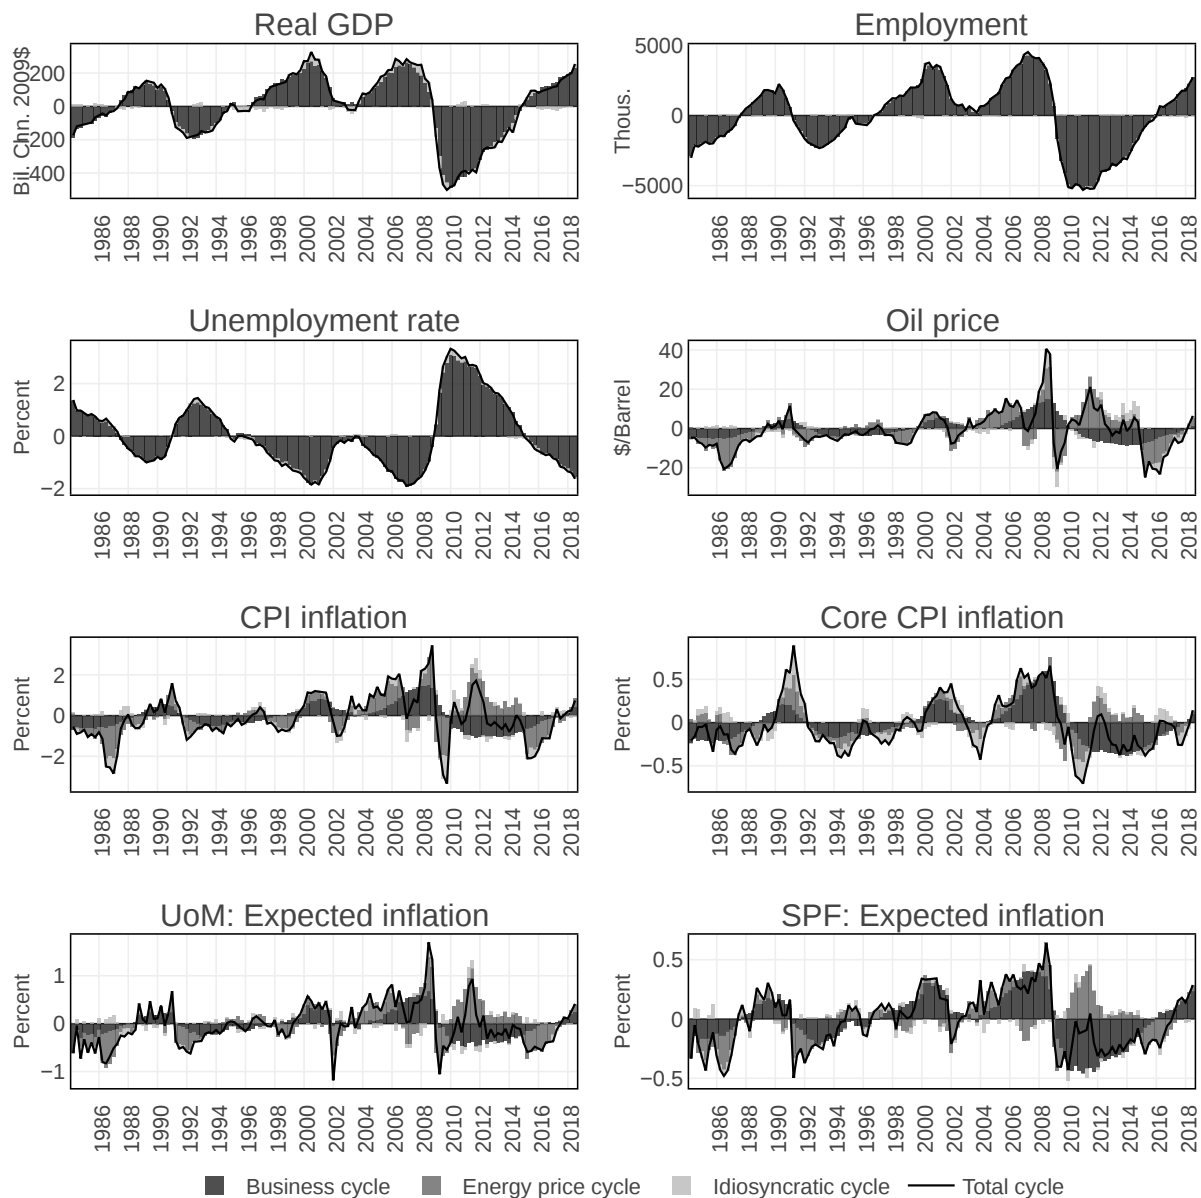 Real GDP
Employment
Bil. Chn. 2009$
200
0
−200
−400
1986 1988 1990 1992 1994 1996 1998 2000 2002 2004 2006 2008 2010 2012 2014 2016 2018
Thous.
5000
0
−5000
1986 1988 1990 1992 1994 1996 1998 2000 2002 2004 2006 2008 2010 2012 2014 2016 2018
Unemployment rate
Oil price
Percent
2
0
−2
1986 1988 1990 1992 1994 1996 1998 2000 2002 2004 2006 2008 2010 2012 2014 2016 2018
$/Barrel
40
20
0
−20
1986 1988 1990 1992 1994 1996 1998 2000 2002 2004 2006 2008 2010 2012 2014 2016 2018
CPI inflation
Core CPI inflation
Percent
2
0
−2
1986 1988 1990 1992 1994 1996 1998 2000 2002 2004 2006 2008 2010 2012 2014 2016 2018
Percent
0.5
0
−0.5
1986 1988 1990 1992 1994 1996 1998 2000 2002 2004 2006 2008 2010 2012 2014 2016 2018
UoM: Expected inflation
SPF: Expected inflation
Percent
1
0
−1
1986 1988 1990 1992 1994 1996 1998 2000 2002 2004 2006 2008 2010 2012 2014 2016 2018
Percent
0.5
0
−0.5
1986 1988 1990 1992 1994 1996 1998 2000 2002 2004 2006 2008 2010 2012 2014 2016 2018
Business cycle Energy price cycle Idiosyncratic cycle Total cycle